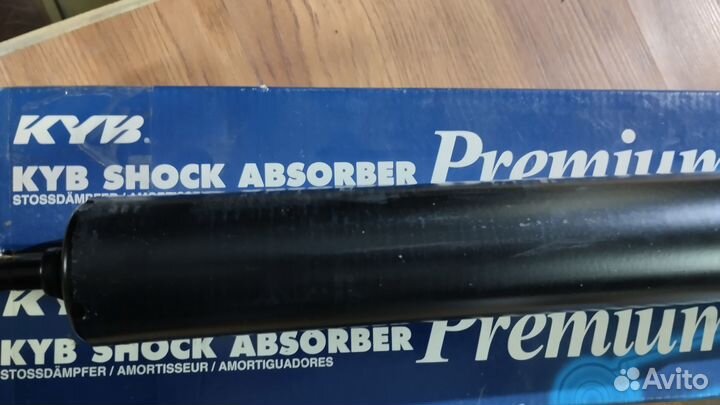 KYB
KYB SHOCK ABSORBER Premium
STOSSDÄMPFER / AMORTISSEUR
KYB SHOCK ABSORBER Premium
STOSSDÄMPFER / AMORTISSEUR / AMORTIGUADORES
Avito